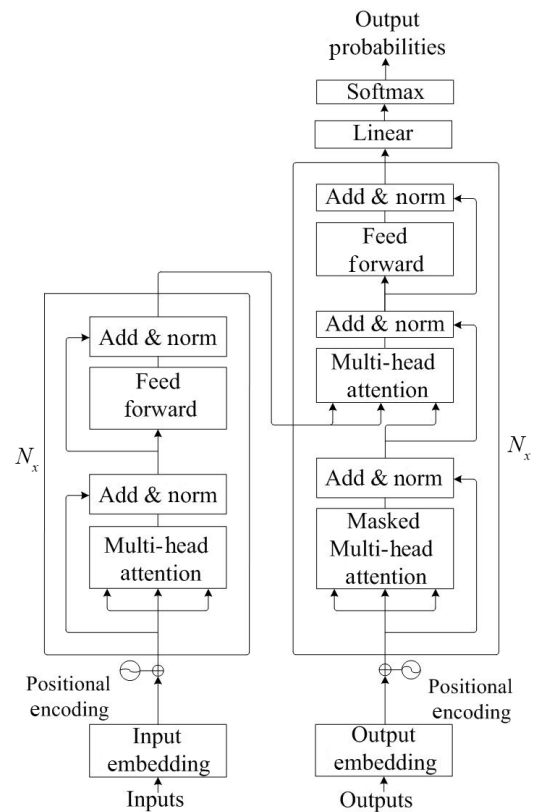 Output
probabilities
Softmax
Linear
Add & norm
Feed
forward
Add & norm
Multi-head
attention
Add & norm
Masked
Multi-head
attention
N_x
Positional
encoding
Output
embedding
Outputs
Add & norm
Feed
forward
Add & norm
Multi-head
attention
N_x
Positional
encoding
Input
embedding
Inputs